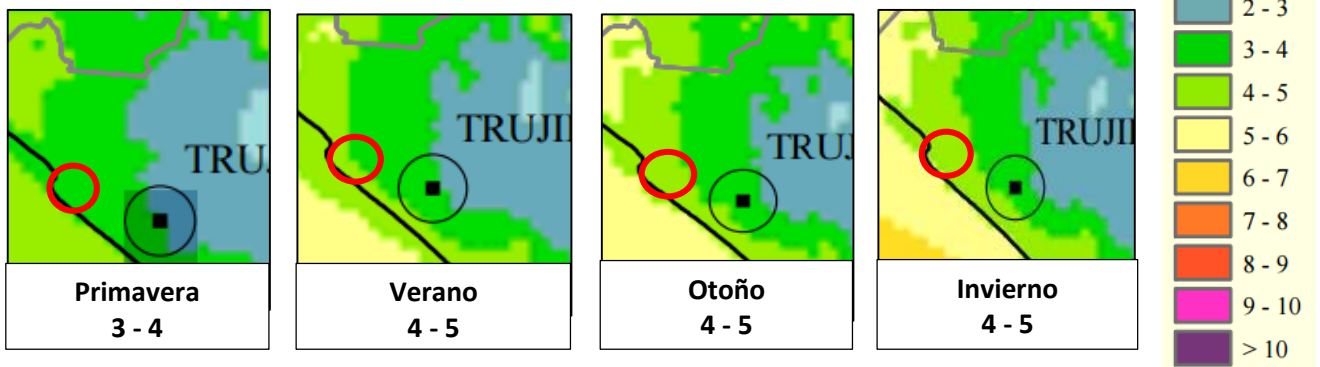 TRU
Primavera
3 - 4
TRUJI
Verano
4 - 5
TRUJ
Otoño
4 - 5
TRUJI
Invierno
4 - 5
2 - 3
3 - 4
4 - 5
5 - 6
6 - 7
7 - 8
8 - 9
9 - 10
> 10